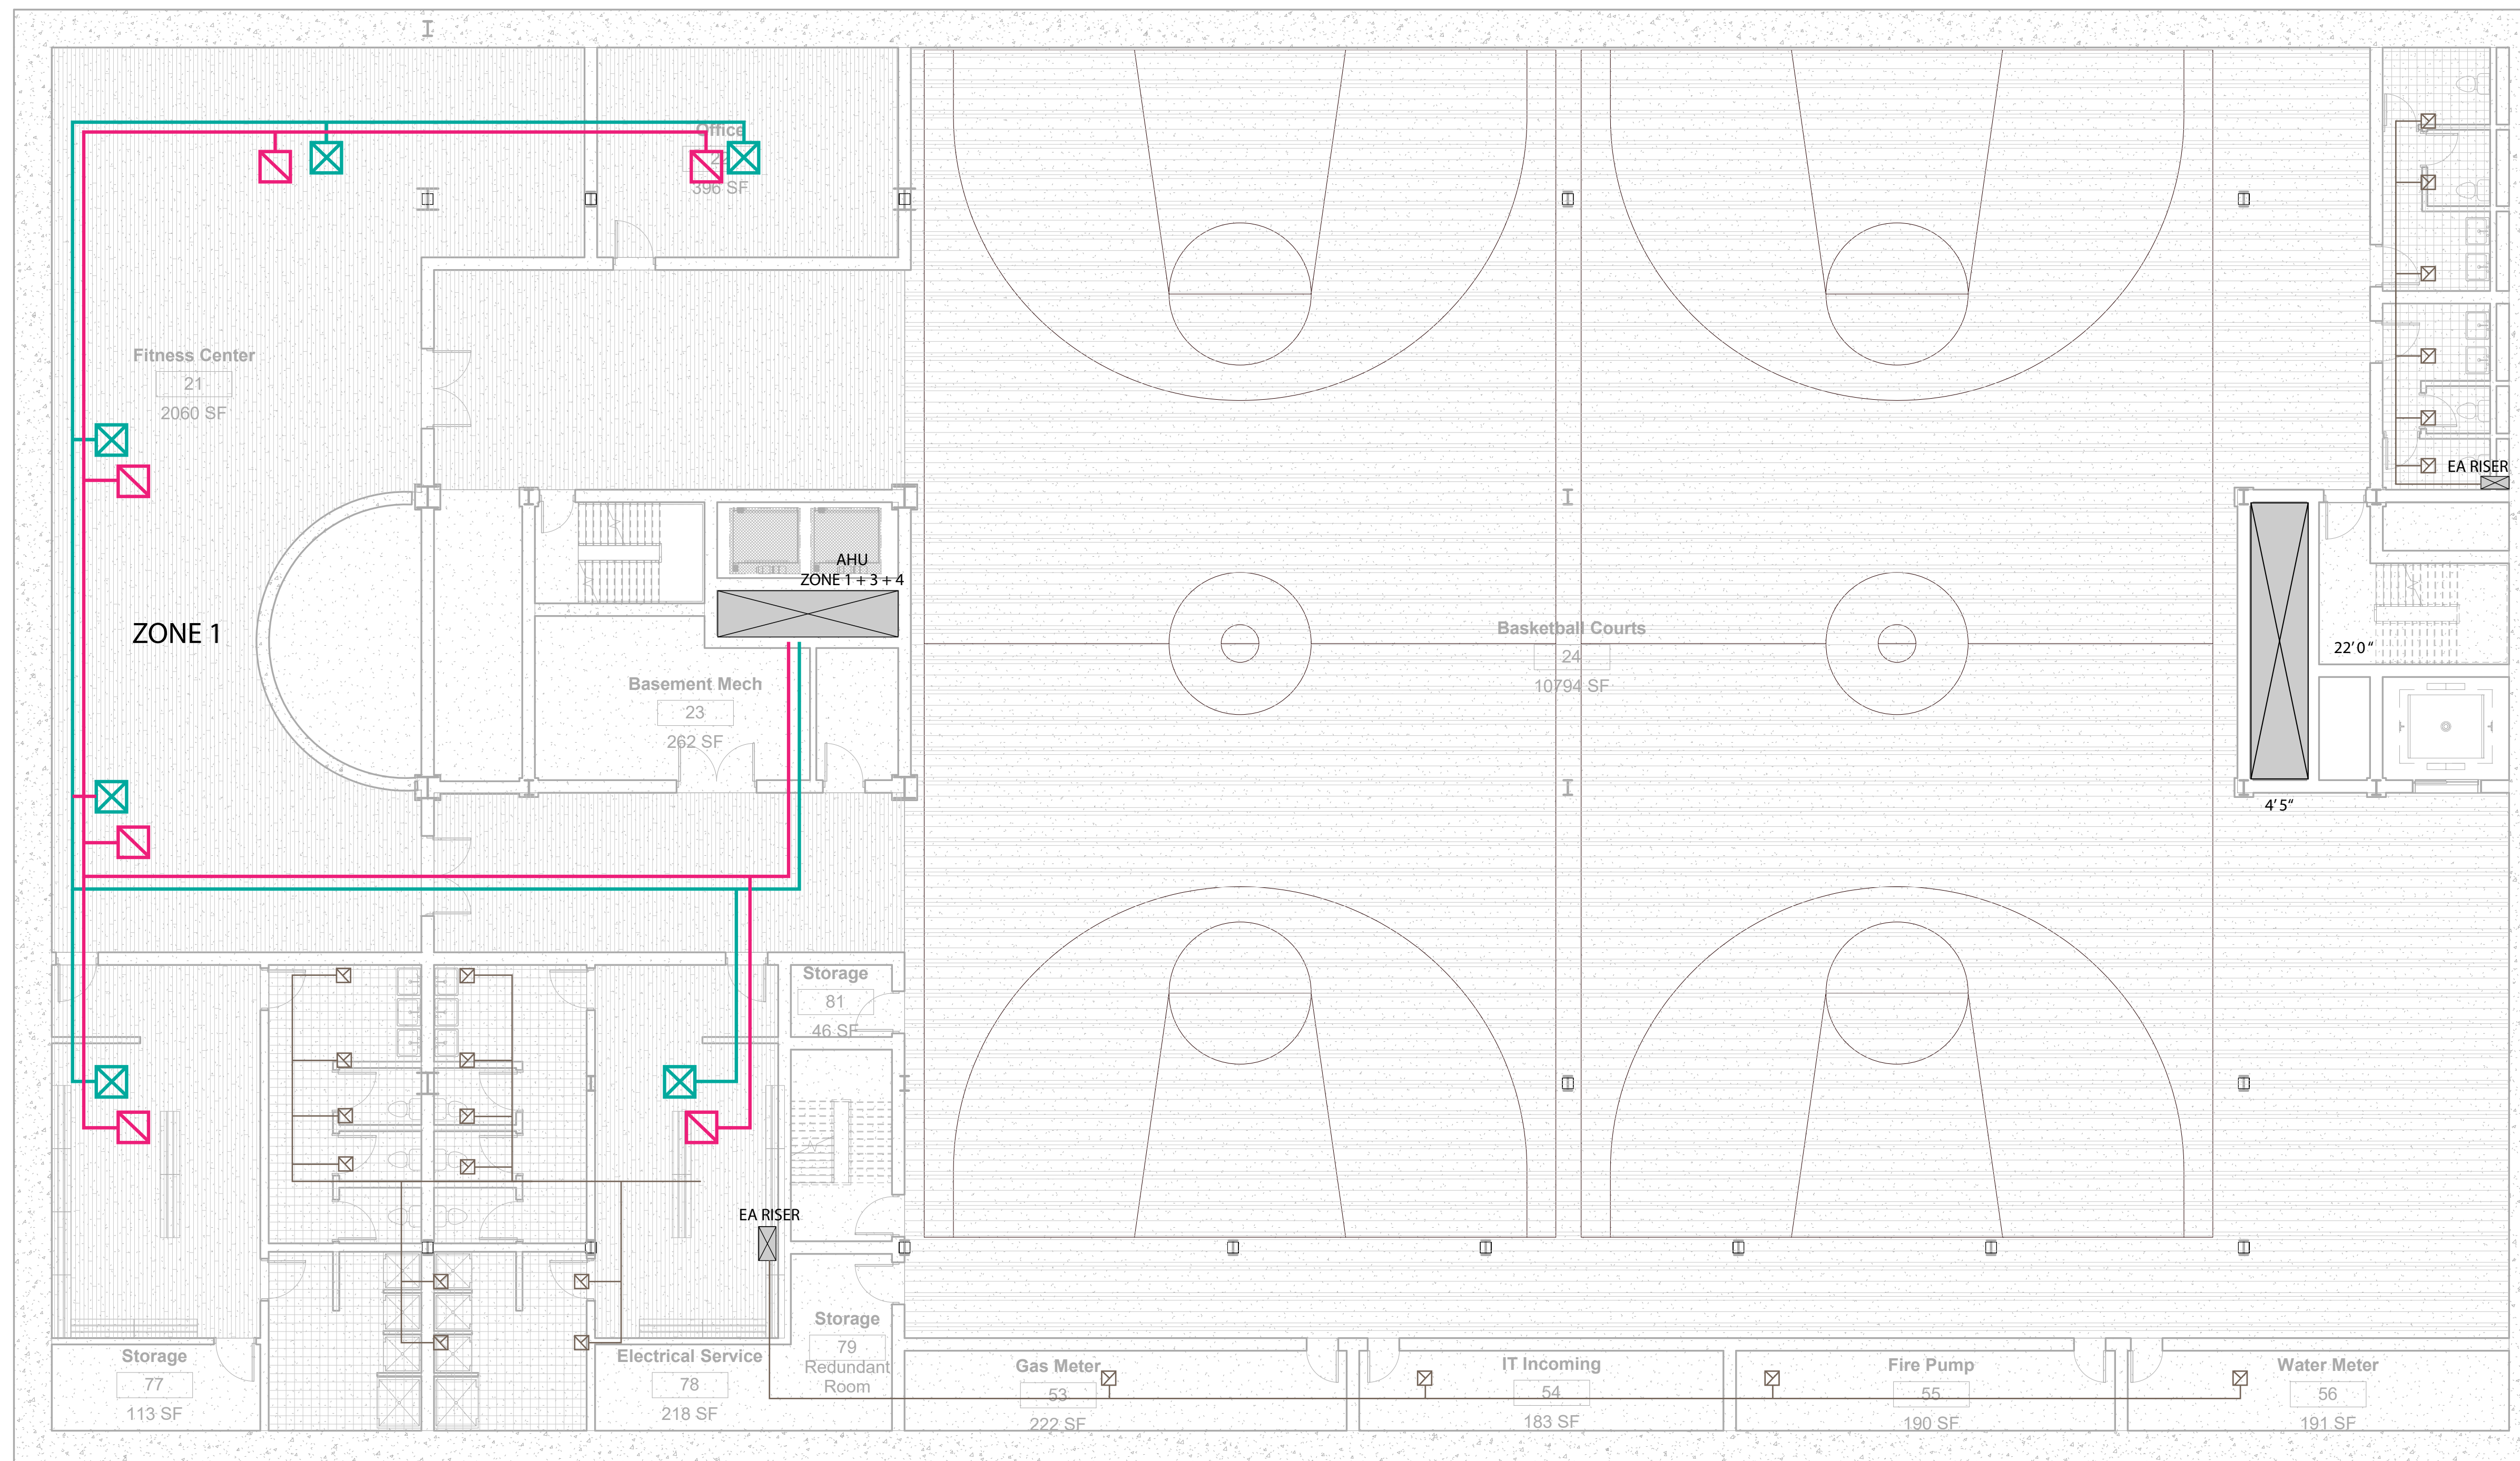 Office
22
396 SF
Fitness Center
21
2060 SF
EA RISER
AHU
ZONE 1 + 3 + 4
ZONE 1
Basketball Courts
24
10794 SF
22' 0"
Basement Mech
23
262 SF
4' 5"
Storage
81
46 SF
EA RISER
Storage
79
Redundant
Room
Storage
77
113 SF
Electrical Service
78
218 SF
Gas Meter
53
222 SF
IT Incoming
54
183 SF
Fire Pump
55
190 SF
Water Meter
56
191 SF